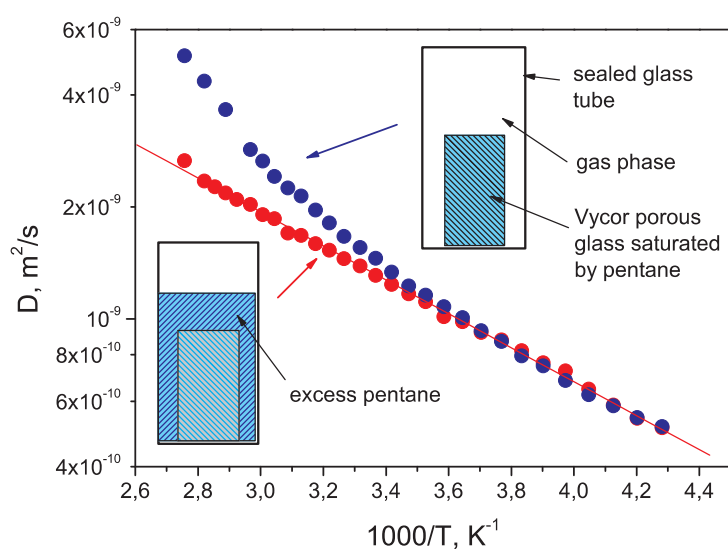 6x10⁻⁹
4x10⁻⁹
2x10⁻⁹
10⁻⁹
8x10⁻¹⁰
6x10⁻¹⁰
4x10⁻¹⁰
D, m²/s
sealed glass
tube
gas phase
Vycor porous
glass saturated
by pentane
excess pentane
2,6 2,8 3,0 3,2 3,4 3,6 3,8 4,0 4,2 4,4
1000/T, K⁻¹